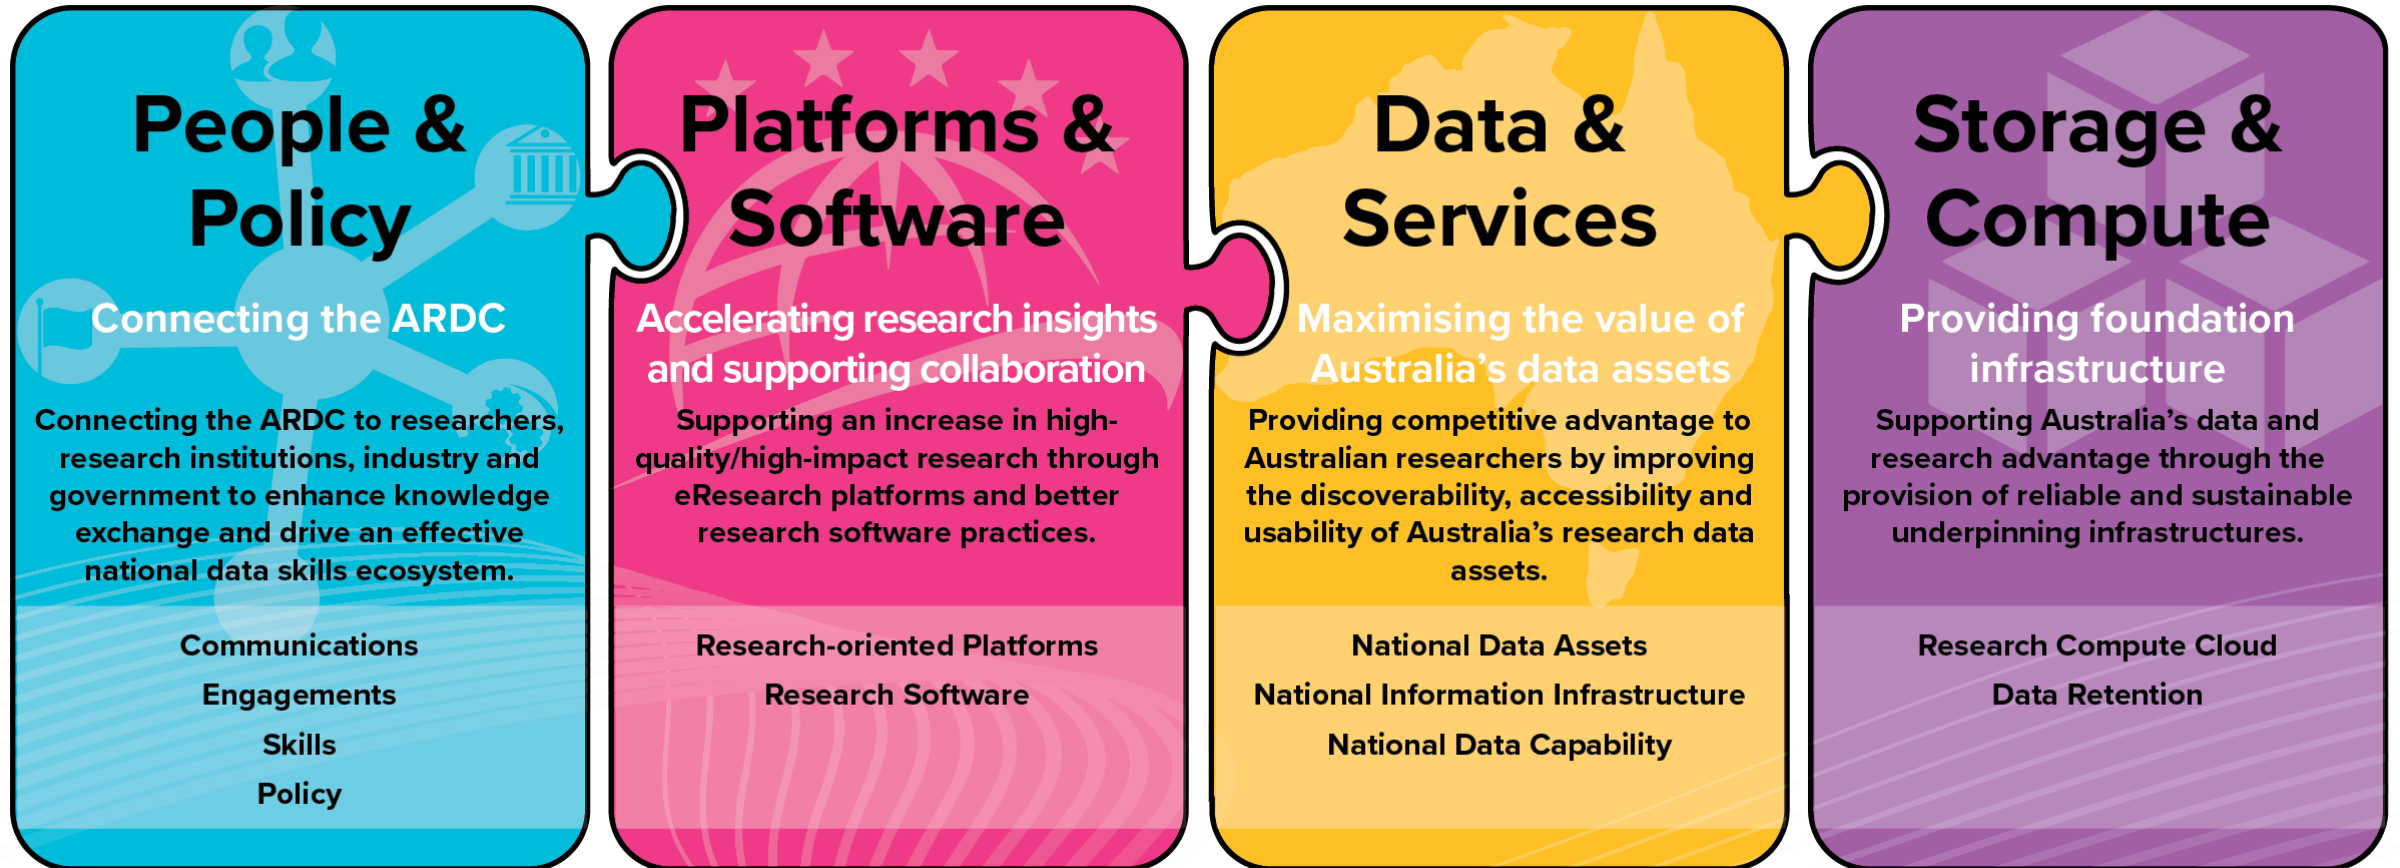 People &
Policy
Connecting the ARDC
Connecting the ARDC to researchers,
research institutions, industry and
government to enhance knowledge
exchange and drive an effective
national data skills ecosystem.
Communications
Engagements
Skills
Policy
Platforms &
Software
Accelerating research insights
and supporting collaboration
Supporting an increase in high-
quality/high-impact research through
eResearch platforms and better
research software practices.
Research-oriented Platforms
Research Software
Data &
Services
Maximising the value of
Australia's data assets
Providing competitive advantage to
Australian researchers by improving
the discoverability, accessibility and
usability of Australia's research data
assets.
National Data Assets
National Information Infrastructure
National Data Capability
Storage &
Compute
Providing foundation
infrastructure
Supporting Australia's data and
research advantage through the
provision of reliable and sustainable
underpinning infrastructures.
Research Compute Cloud
Data Retention